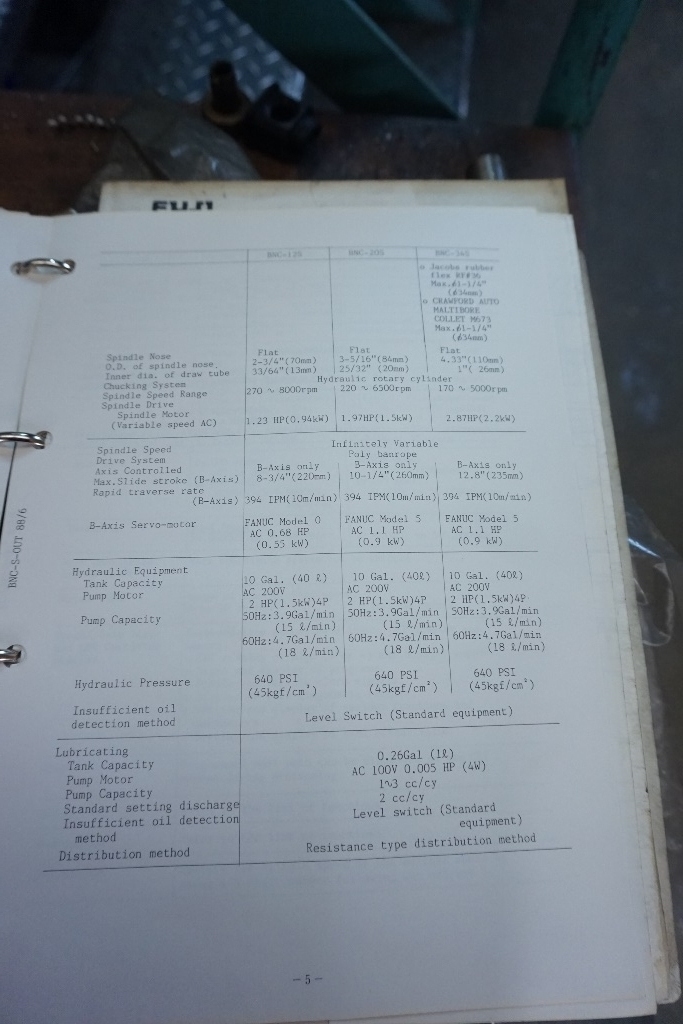 BNC-12S BNC-20S BNC-34S
o Jacobs rubber
flex RF#36
Max.ϕ1-1/4"
(ϕ34mm)
o CRAWFORD AUTO
MALTIBORE
COLLET M673
Max.ϕ1-1/4"
(ϕ34mm)
Spindle Nose Flat Flat Flat
O.D. of spindle nose. 2-3/4"(70mm) 3-5/16"(84mm) 4.33"(110mm)
Inner dia. of draw tube 33/64"(13mm) 25/32" (20mm) 1"( 26mm)
Chucking System Hydraulic rotary cylinder
Spindle Speed Range 270 ~ 8000rpm 220 ~ 6500rpm 170 ~ 5000rpm
Spindle Drive
Spindle Motor
(Variable speed AC) 1.23 HP(0.94kW) 1.97HP(1.5kW) 2.87HP(2.2kW)
Spindle Speed Infinitely Variable
Drive System Poly banrope
Axis Controlled B-Axis only B-Axis only B-Axis only
Max.Slide stroke (B-Axis) 8-3/4"(220mm) 10-1/4"(260mm) 12.8"(235mm)
Rapid traverse rate
(B-Axis) 394 IPM(10m/min) 394 IPM(10m/min) 394 IPM(10m/min)
B-Axis Servo-motor FANUC Model 0 FANUC Model 5 FANUC Model 5
AC 0.68 HP AC 1.1 HP AC 1.1 HP
(0.55 kW) (0.9 kW) (0.9 kW)
Hydraulic Equipment
Tank Capacity 10 Gal. (40 ℓ) 10 Gal. (40ℓ) 10 Gal. (40ℓ)
Pump Motor AC 200V AC 200V AC 200V
2 HP(1.5kW)4P 2 HP(1.5kW)4P 2 HP(1.5kW)4P
Pump Capacity 50Hz:3.9Gal/min 50Hz:3.9Gal/min 50Hz:3.9Gal/min
(15 ℓ/min) (15 ℓ/min) (15 ℓ/min)
60Hz:4.7Gal/min 60Hz:4.7Gal/min 60Hz:4.7Gal/min
(18 ℓ/min) (18 ℓ/min) (18 ℓ/min)
Hydraulic Pressure 640 PSI 640 PSI 640 PSI
(45kgf/cm²) (45kgf/cm²) (45kgf/cm²)
Insufficient oil
detection method Level Switch (Standard equipment)
Lubricating
Tank Capacity 0.26Gal (1ℓ)
Pump Motor AC 100V 0.005 HP (4W)
Pump Capacity 1~3 cc/cy
Standard setting discharge 2 cc/cy
Insufficient oil detection Level switch (Standard
method equipment)
Distribution method Resistance type distribution method
BNC-S-OUT 88/6
- 5 -